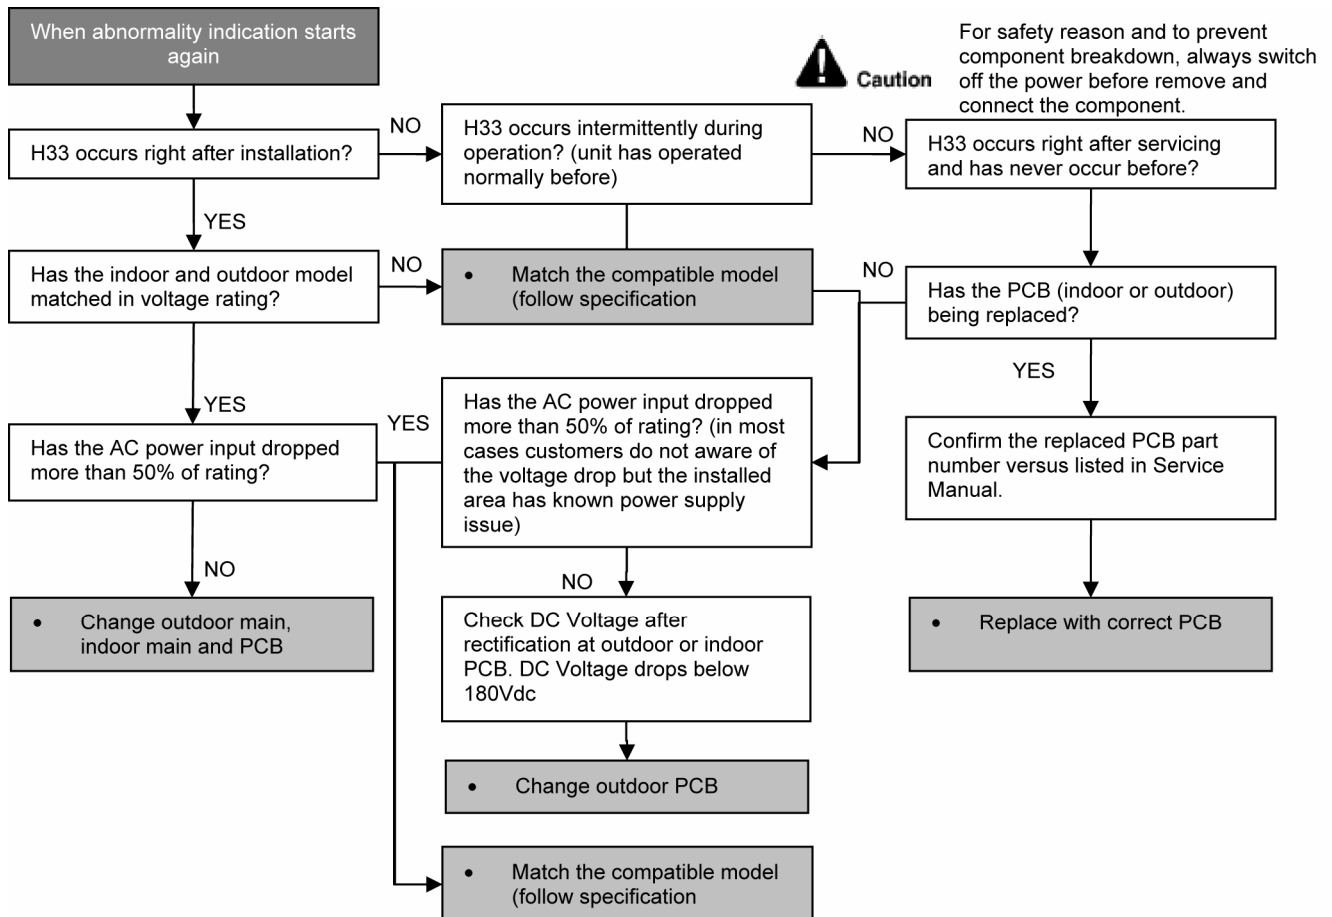 When abnormality indication starts
again
Caution
For safety reason and to prevent
component breakdown, always switch
off the power before remove and
connect the component.
H33 occurs right after installation?
NO
H33 occurs intermittently during
operation? (unit has operated
normally before)
NO
H33 occurs right after servicing
and has never occur before?
YES
Has the indoor and outdoor model
matched in voltage rating?
NO
• Match the compatible model
(follow specification
NO
Has the PCB (indoor or outdoor)
being replaced?
YES
YES
Has the AC power input dropped
more than 50% of rating?
YES
Has the AC power input dropped
more than 50% of rating? (in most
cases customers do not aware of
the voltage drop but the installed
area has known power supply
issue)
Confirm the replaced PCB part
number versus listed in Service
Manual.
NO
• Change outdoor main,
indoor main and PCB
NO
Check DC Voltage after
rectification at outdoor or indoor
PCB. DC Voltage drops below
180Vdc
• Replace with correct PCB
• Change outdoor PCB
• Match the compatible model
(follow specification